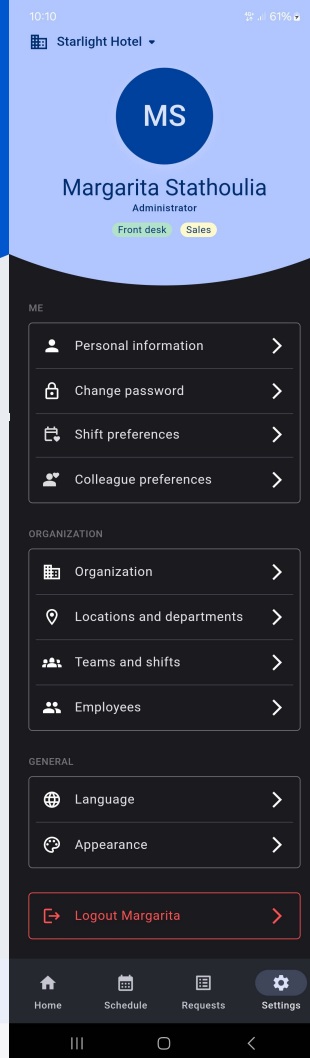 10:10
61%
Starlight Hotel
MS
Margarita Stathoulia
Administrator
Front desk
Sales
ME
Personal information
Change password
Shift preferences
Colleague preferences
ORGANIZATION
Organization
Locations and departments
Teams and shifts
Employees
GENERAL
Language
Appearance
Logout Margarita
Home
Schedule
Requests
Settings